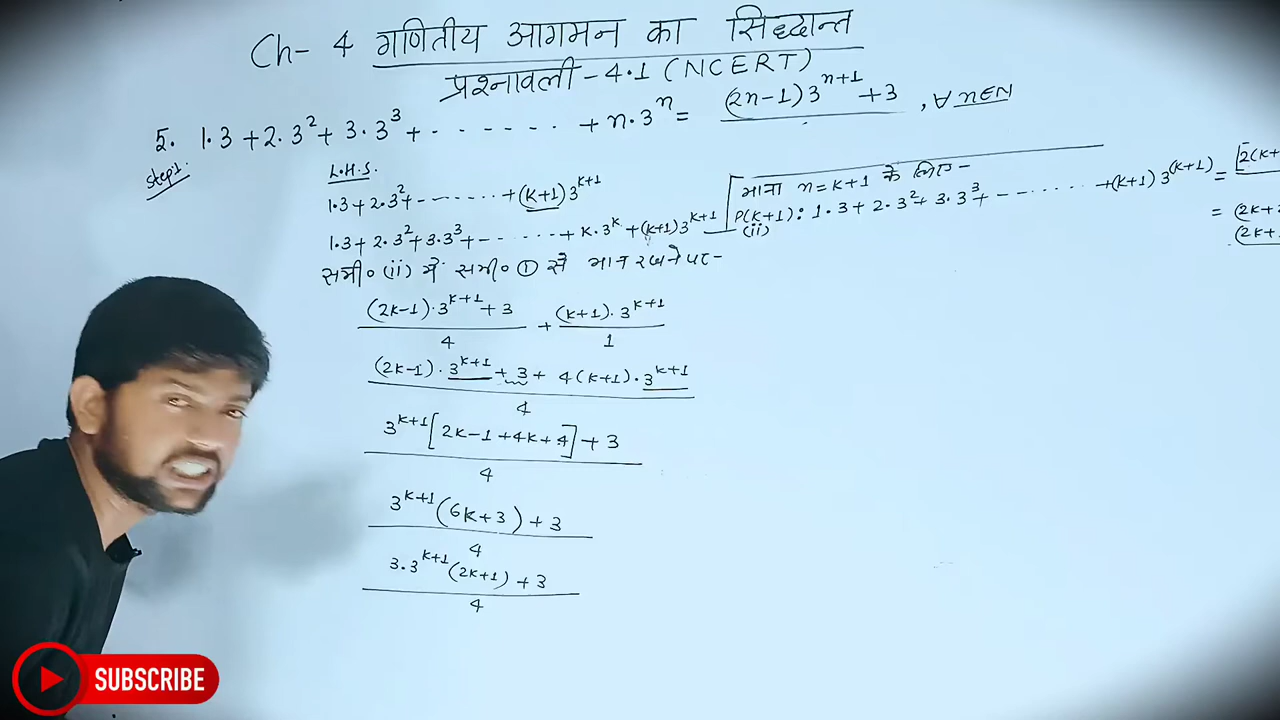 Ch- 4 गणितीय आगमन का सिद्धान्त
प्रश्नावली - 4.1 (NCERT)
5. 1.3 + 2.3² + 3.3³ + - - - - - - + n.3ⁿ = (2n-1)3ⁿ⁺¹ + 3 , ∀ n∈N
Step1:
L.H.S.
1.3 + 2.3² + - - - - - - + (k+1)3ᵏ⁺¹
1.3 + 2.3² + 3.3³ + - - - - - - + k.3ᵏ + (k+1)3ᵏ⁺¹
माना n = k+1 के लिए -
P(k+1): 1.3 + 2.3² + 3.3³ + - - - - - - + (k+1) 3⁽ᵏ⁺¹⁾ = [2(k+
(ii)
= (2k+
(2k+
समी० (ii) में समी० ① से मान रखने पर -
(2k-1).3ᵏ⁺¹ + 3 / 4 + (k+1).3ᵏ⁺¹ / 1
(2k-1).3ᵏ⁺¹ + 3 + 4(k+1).3ᵏ⁺¹ / 4
3ᵏ⁺¹[2k-1+4k+4] + 3 / 4
3ᵏ⁺¹(6k+3) + 3 / 4
3.3ᵏ⁺¹(2k+1) + 3 / 4
SUBSCRIBE